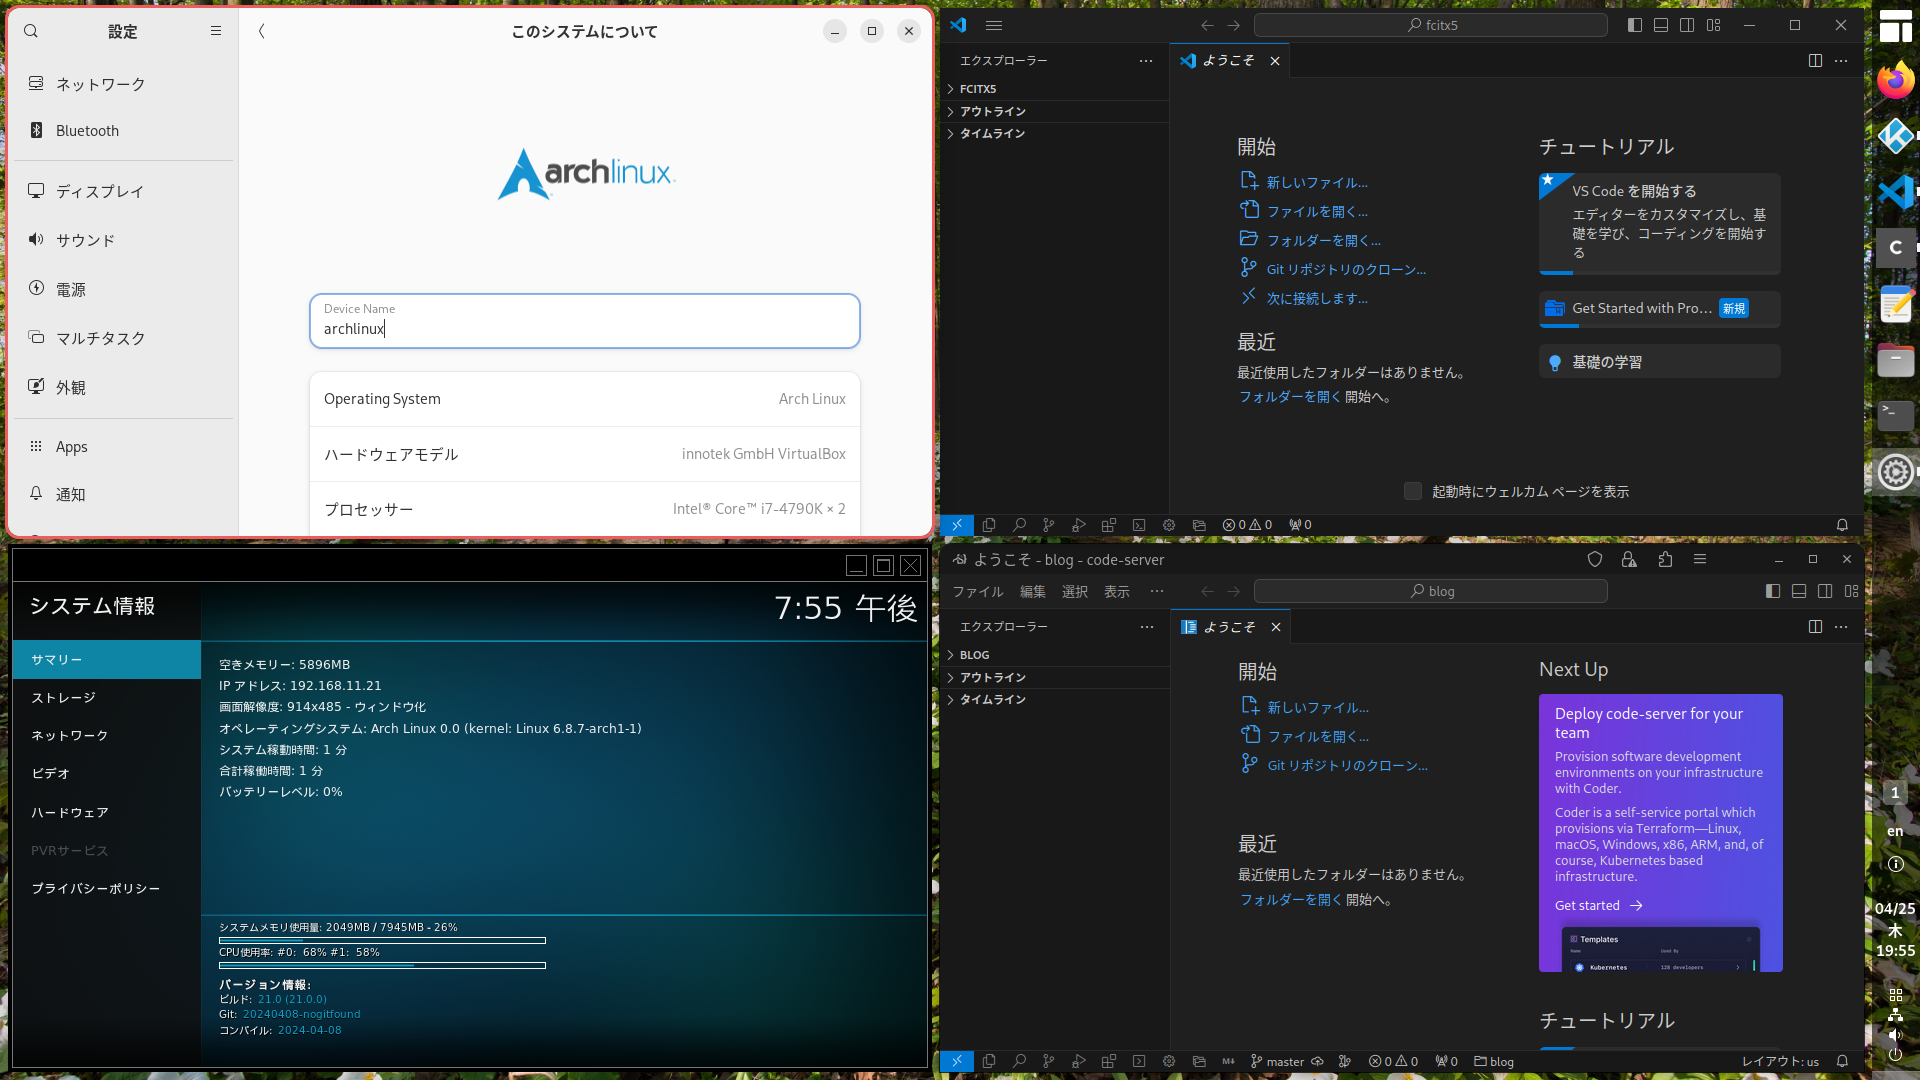 設定
ネットワーク
Bluetooth
ディスプレイ
サウンド
電源
マルチタスク
外観
Apps
通知
このシステムについて
archlinux
Device Name
archlinux
Operating System
Arch Linux
ハードウェアモデル
innotek GmbH VirtualBox
プロセッサー
Intel® Core™ i7-4790K × 2
fcitx5
エクスプローラー
FCITX5
アウトライン
タイムライン
ようこそ
開始
新しいファイル...
ファイルを開く...
フォルダーを開く...
Git リポジトリのクローン...
次に接続します...
最近
最近使用したフォルダーはありません。
フォルダーを開く 開始へ。
チュートリアル
VS Code を開始する
エディターをカスタマイズし、基
礎を学び、コーディングを開始す
る
Get Started with Pro... 新規
基礎の学習
起動時にウェルカム ページを表示
0 0 0
システム情報
7:55 午後
サマリー
ストレージ
ネットワーク
ビデオ
ハードウェア
PVRサービス
プライバシーポリシー
空きメモリー: 5896MB
IP アドレス: 192.168.11.21
画面解像度: 914x485 - ウィンドウ化
オペレーティングシステム: Arch Linux 0.0 (kernel: Linux 6.8.7-arch1-1)
システム稼動時間: 1 分
合計稼働時間: 1 分
バッテリーレベル: 0%
システムメモリ使用量: 2049MB / 7945MB - 26%
CPU使用率: #0: 68% #1: 58%
バージョン情報:
ビルド: 21.0 (21.0.0)
Git: 20240408-nogitfound
コンパイル: 2024-04-08
ようこそ - blog - code-server
ファイル 編集 選択 表示 ...
blog
エクスプローラー
BLOG
アウトライン
タイムライン
ようこそ
開始
新しいファイル...
ファイルを開く...
Git リポジトリのクローン...
最近
最近使用したフォルダーはありません。
フォルダーを開く 開始へ。
Next Up
Deploy code-server for your
team
Provision software development
environments on your infrastructure
with Coder.
Coder is a self-service portal which
provisions via Terraform—Linux,
macOS, Windows, x86, ARM, and, of
course, Kubernetes based
infrastructure.
Get started →
Templates
Name Used By
Kubernetes 128 developers
チュートリアル
master 0 0 0 blog
レイアウト: us
C
1
en
04/25
木
19:55